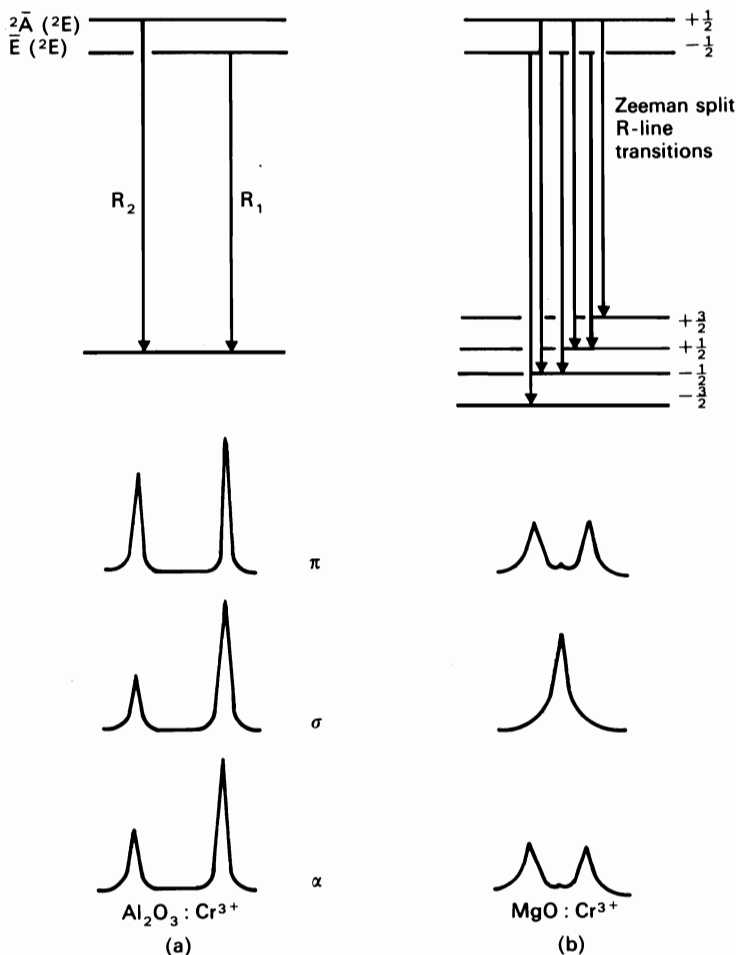 ²Ā (²E)
Ē (²E)
R₂
R₁
+½
−½
Zeeman split
R-line
transitions
+3/2
+½
−½
−3/2
π
σ
α
Al₂O₃ : Cr³⁺
MgO : Cr³⁺
(a)
(b)